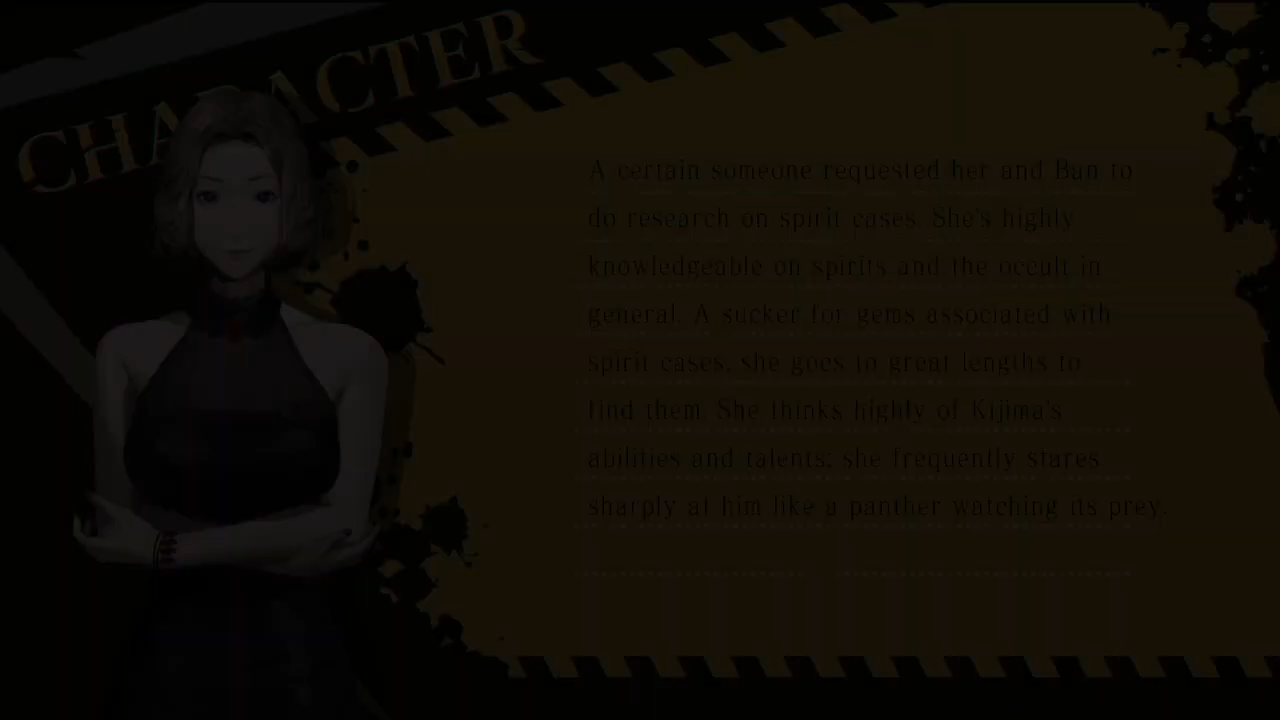 CHARACTER
A certain someone requested her and Ban to
do research on spirit cases. She's highly
knowledgeable on spirits and the occult in
general. A sucker for gems associated with
spirit cases, she goes to great lengths to
find them. She thinks highly of Kijima's
abilities and talents; she frequently stares
sharply at him like a panther watching its prey.